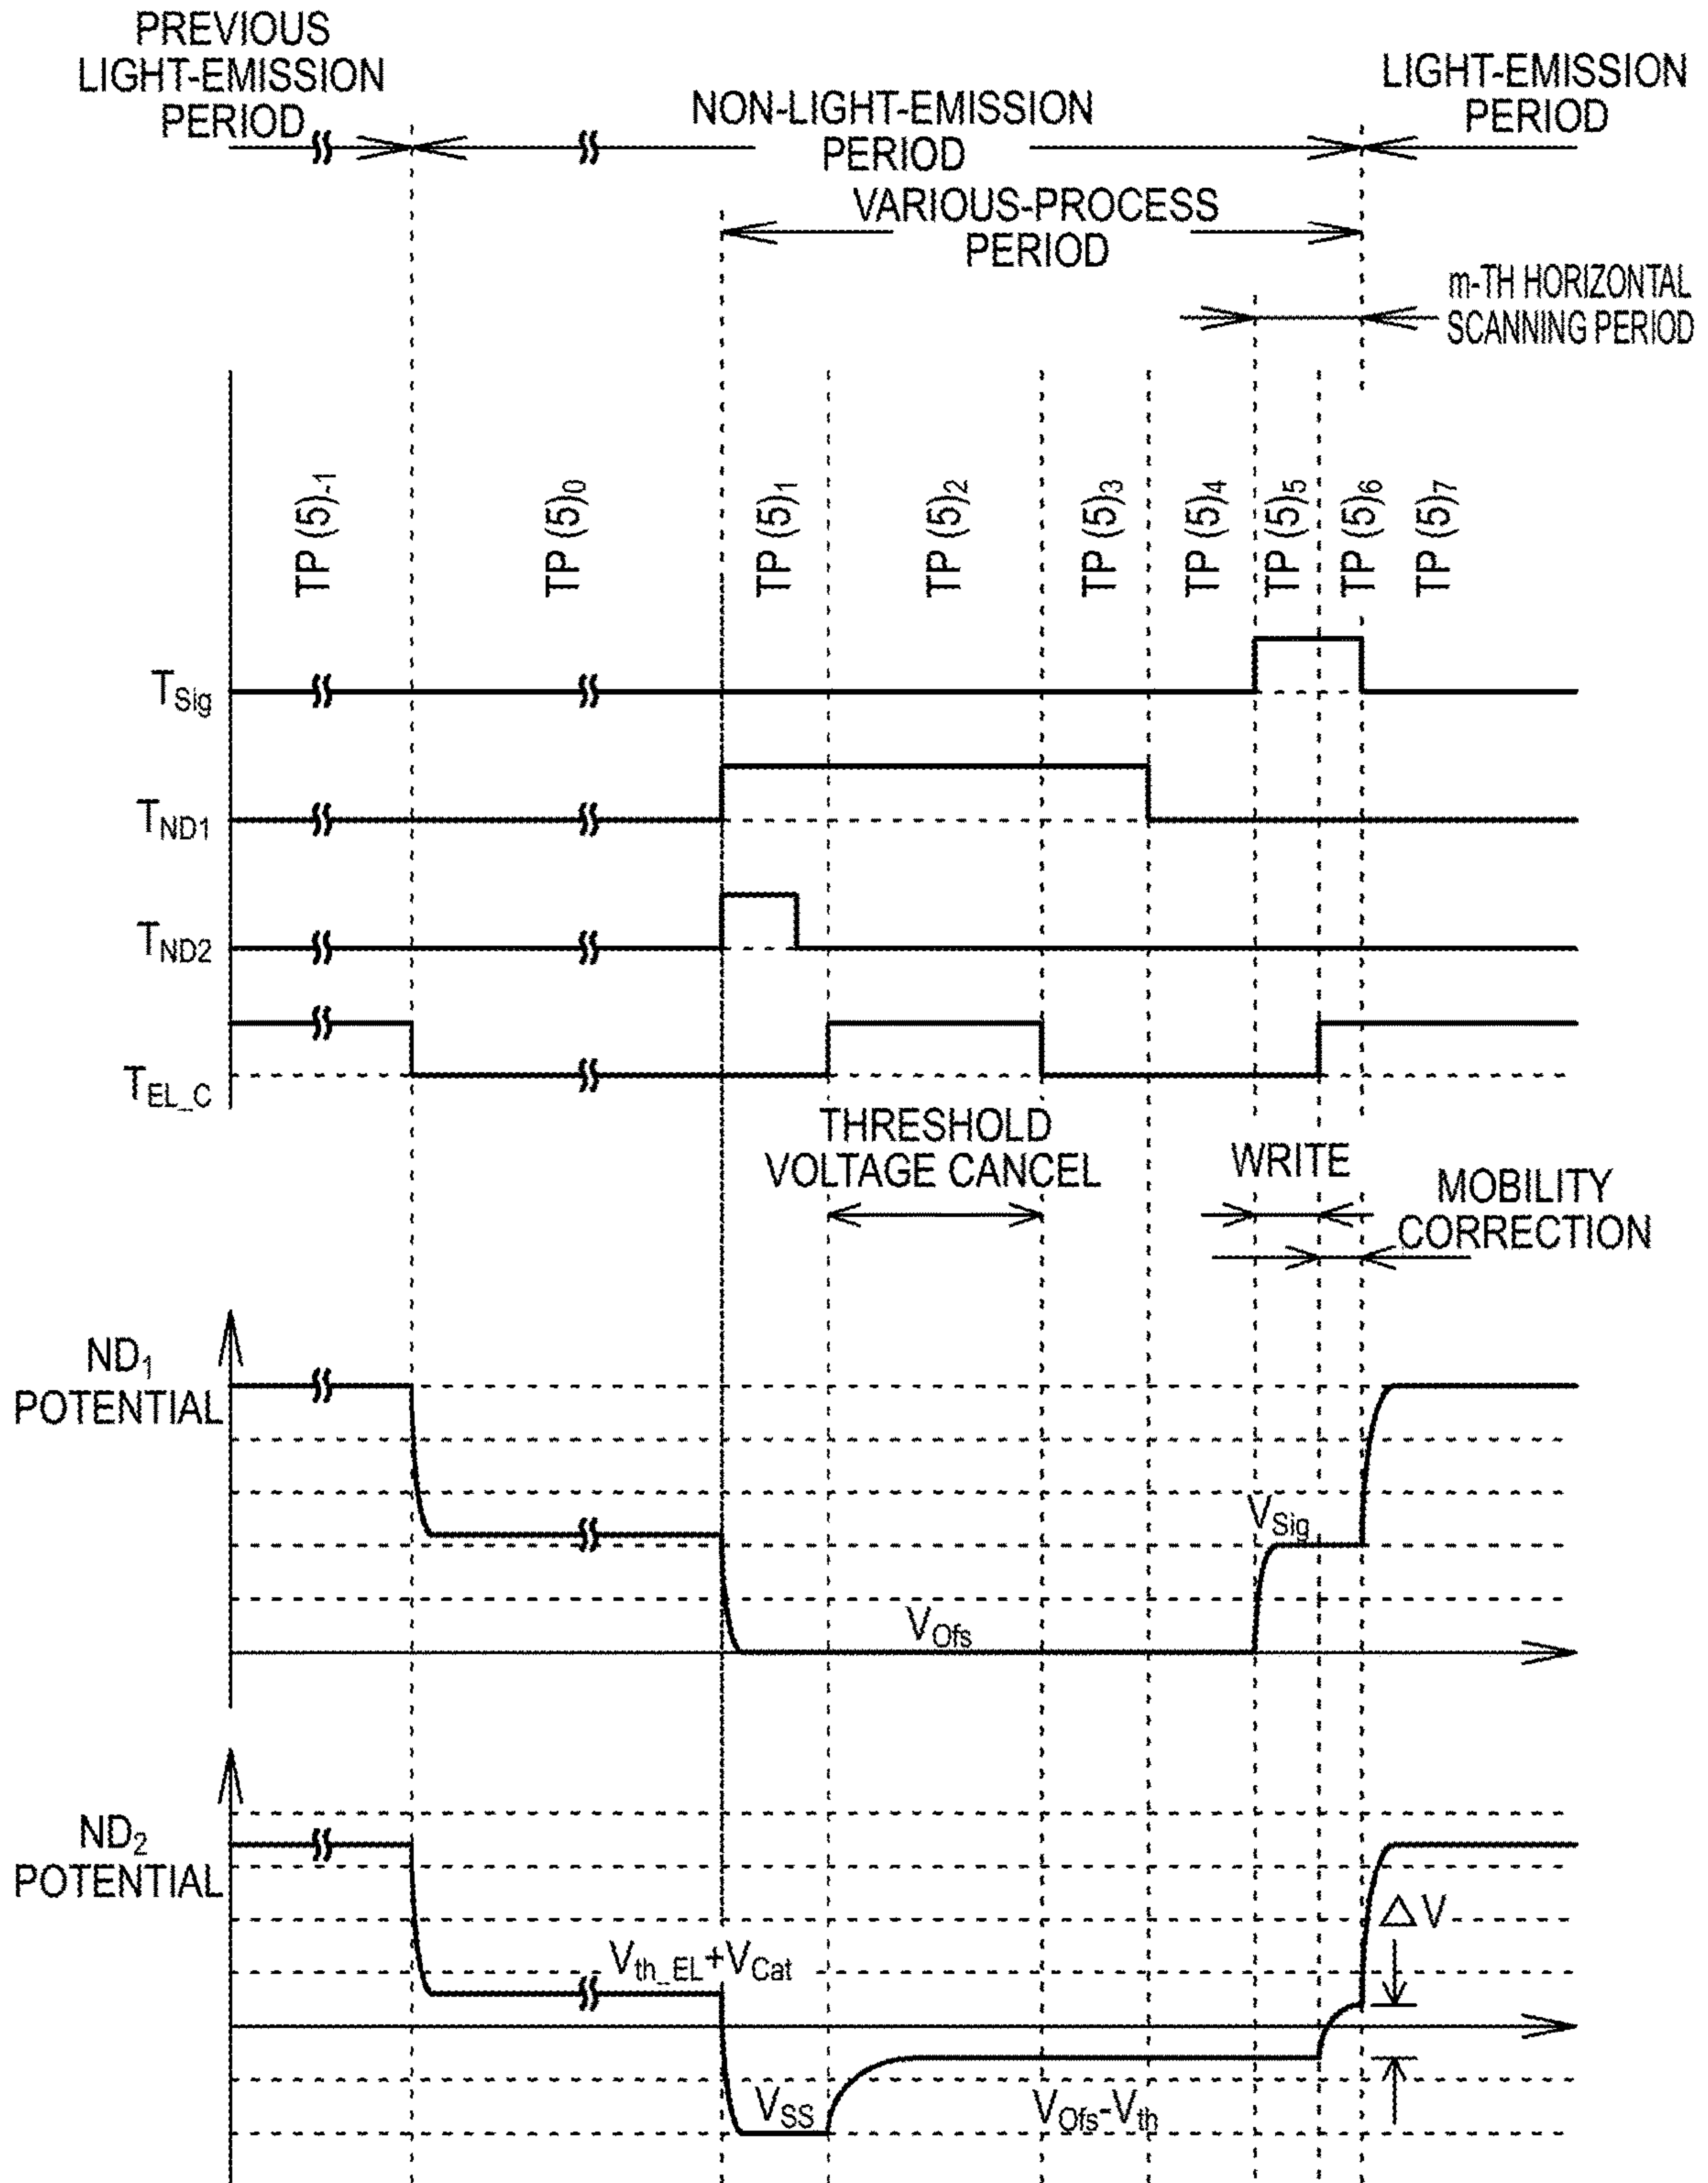 PREVIOUS
LIGHT-EMISSION
PERIOD
NON-LIGHT-EMISSION
PERIOD
LIGHT-EMISSION
PERIOD
VARIOUS-PROCESS
PERIOD
m-TH HORIZONTAL
SCANNING PERIOD
TP (5)-1
TP (5)0
TP (5)1
TP (5)2
TP (5)3
TP (5)4
TP (5)5
TP (5)6
TP (5)7
TSig
TND1
TND2
TEL_C
THRESHOLD
VOLTAGE CANCEL
WRITE
MOBILITY
CORRECTION
ND1
POTENTIAL
VSig
VOfs
ND2
POTENTIAL
△V
Vth_EL+VCat
VSS
VOfs-Vth